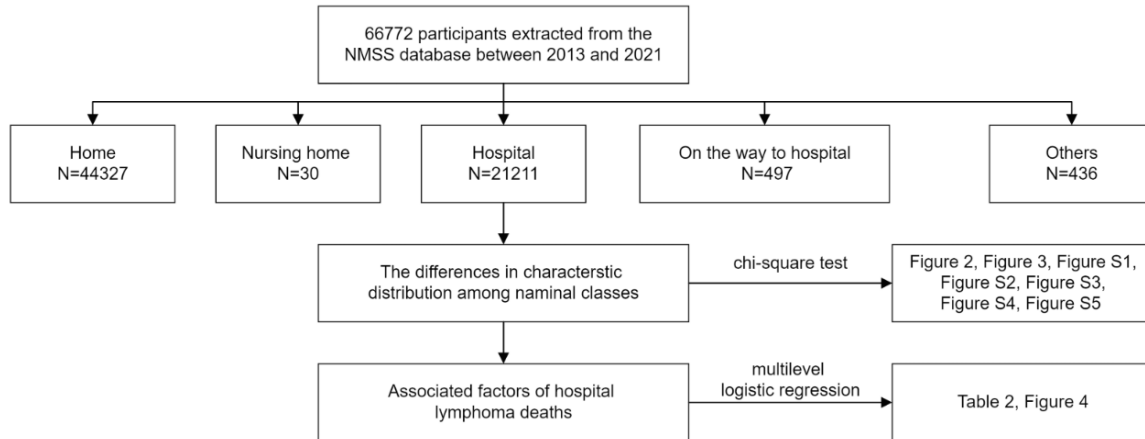 66772 participants extracted from the
NMSS database between 2013 and 2021
Home
N=44327
Nursing home
N=30
Hospital
N=21211
On the way to hospital
N=497
Others
N=436
The differences in characterstic
distribution among naminal classes
chi-square test
Figure 2, Figure 3, Figure S1,
Figure S2, Figure S3,
Figure S4, Figure S5
Associated factors of hospital
lymphoma deaths
multilevel
logistic regression
Table 2, Figure 4